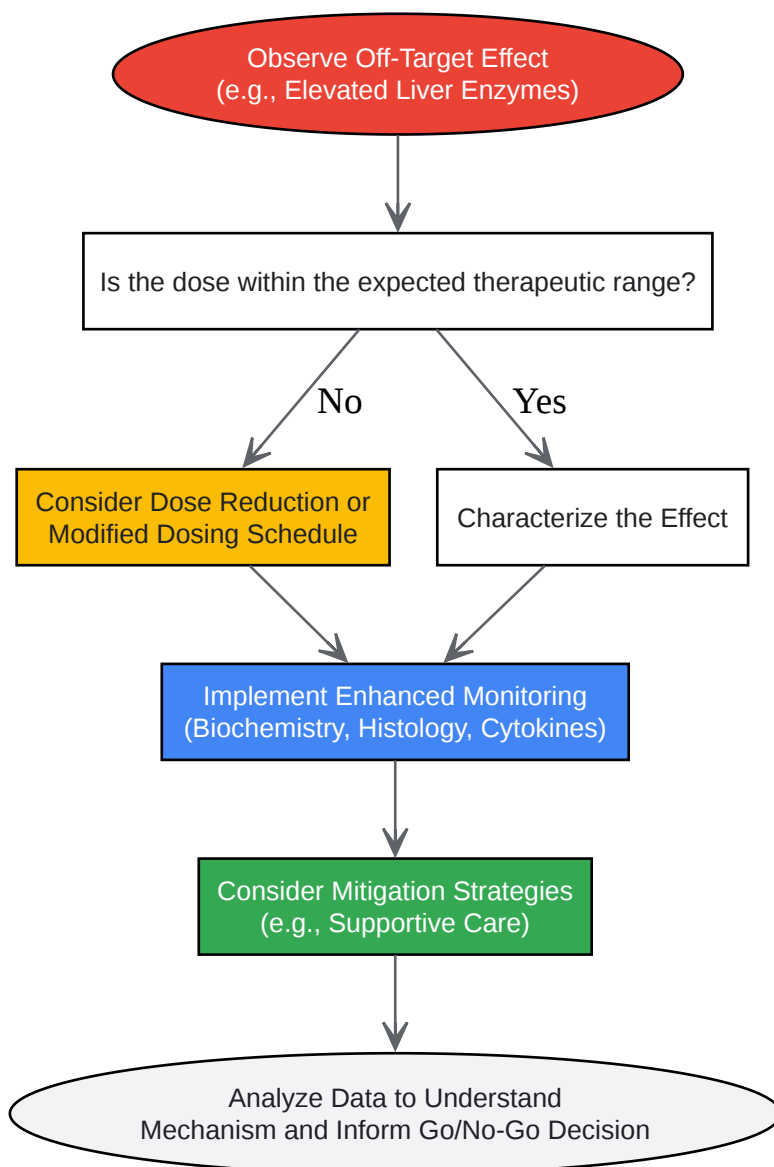 Observe Off-Target Effect
(e.g., Elevated Liver Enzymes)
Is the dose within the expected therapeutic range?
No
Yes
Consider Dose Reduction or
Modified Dosing Schedule
Characterize the Effect
Implement Enhanced Monitoring
(Biochemistry, Histology, Cytokines)
Consider Mitigation Strategies
(e.g., Supportive Care)
Analyze Data to Understand
Mechanism and Inform Go/No-Go Decision